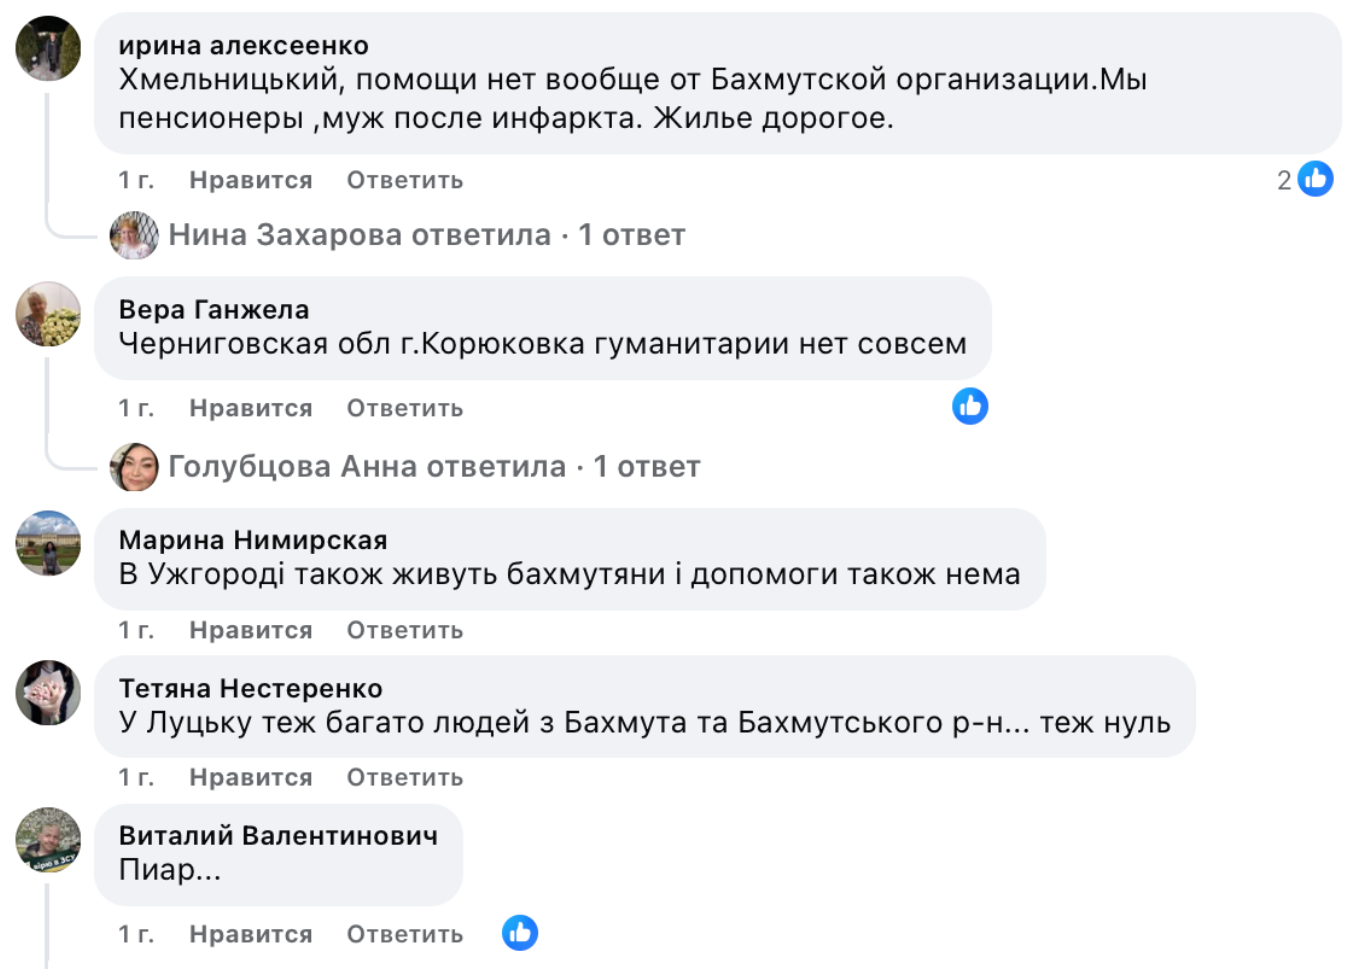 ирина алексеенко
Хмельницький, помощи нет вообще от Бахмутской организации.Мы
пенсионеры ,муж после инфаркта. Жилье дорогое.
1 г. Нравится Ответить 2
Нина Захарова ответила · 1 ответ
Вера Ганжела
Черниговская обл г.Корюковка гуманитарии нет совсем
1 г. Нравится Ответить
Голубцова Анна ответила · 1 ответ
Марина Нимирская
В Ужгороді також живуть бахмутяни і допомоги також нема
1 г. Нравится Ответить
Тетяна Нестеренко
У Луцьку теж багато людей з Бахмута та Бахмутського р-н... теж нуль
1 г. Нравится Ответить
Виталий Валентинович
Пиар...
вірю в ЗСУ
1 г. Нравится Ответить